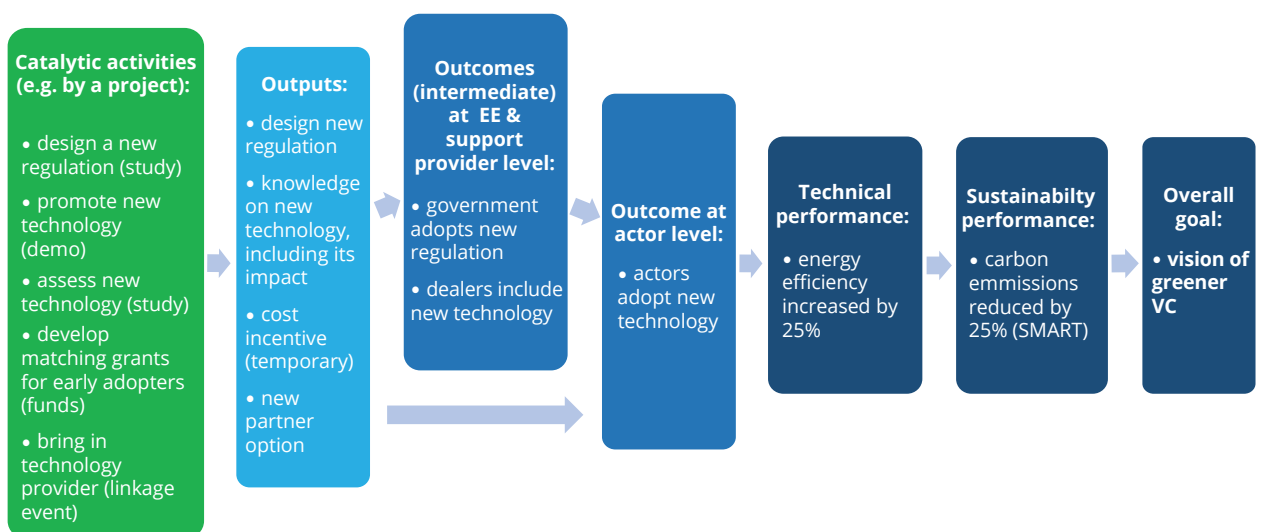 Catalytic activities
(e.g. by a project):
• design a new
regulation (study)
• promote new
technology
(demo)
• assess new
technology (study)
• develop
matching grants
for early adopters
(funds)
• bring in
technology
provider (linkage
event)
Outputs:
• design new
regulation
• knowledge
on new
technology,
including its
impact
• cost
incentive
(temporary)
• new
partner
option
Outcomes
(intermediate)
at EE &
support
provider level:
• government
adopts new
regulation
• dealers include
new technology
Outcome at
actor level:
• actors
adopt new
technology
Technical
performance:
• energy
efficiency
increased by
25%
Sustainabilty
performance:
• carbon
emmissions
reduced by
25% (SMART)
Overall
goal:
• vision of
greener
VC